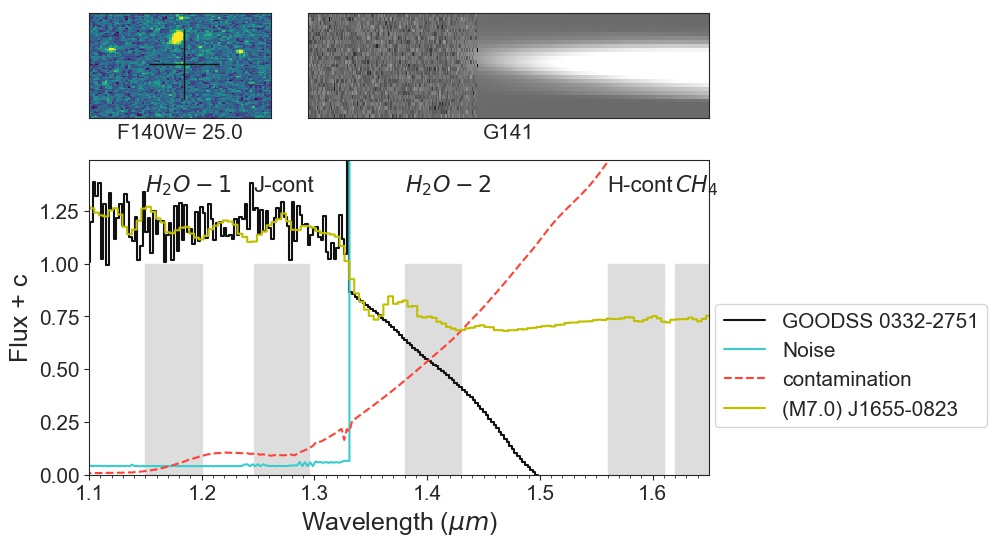 F140W= 25.0
G141
H₂O − 1
J-cont
H₂O − 2
H-cont
CH₄
Flux + c
1.25
1.00
0.75
0.50
0.25
0.00
1.1
1.2
1.3
1.4
1.5
1.6
Wavelength (μm)
GOODSS 0332-2751
Noise
contamination
(M7.0) J1655-0823